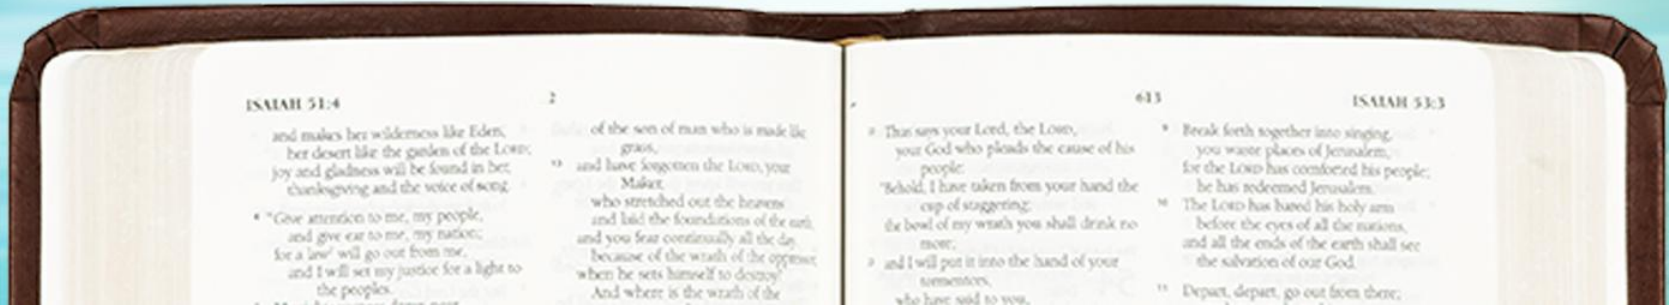 ISAIAH 51:4
2
and makes her wilderness like Eden,
her desert like the garden of the LORD;
joy and gladness will be found in her,
thanksgiving and the voice of song.
4 "Give attention to me, my people,
and give ear to me, my nation;
for a law will go out from me,
and I will set my justice for a light to
the peoples.
of the son of man who is made like
grass,
13 and have forgotten the LORD, your
Maker,
who stretched out the heavens
and laid the foundations of the earth,
and you fear continually all the day
because of the wrath of the oppressor,
when he sets himself to destroy?
And where is the wrath of the
613
ISAIAH 53:3
Thus says your Lord, the LORD,
your God who pleads the cause of his
people:
"Behold, I have taken from your hand the
cup of staggering;
the bowl of my wrath you shall drink no
more;
and I will put it into the hand of your
tormentors,
who have said to you,
9 Break forth together into singing,
you waste places of Jerusalem,
for the LORD has comforted his people;
he has redeemed Jerusalem.
10 The LORD has bared his holy arm
before the eyes of all the nations,
and all the ends of the earth shall see
the salvation of our God.
11 Depart, depart, go out from there;